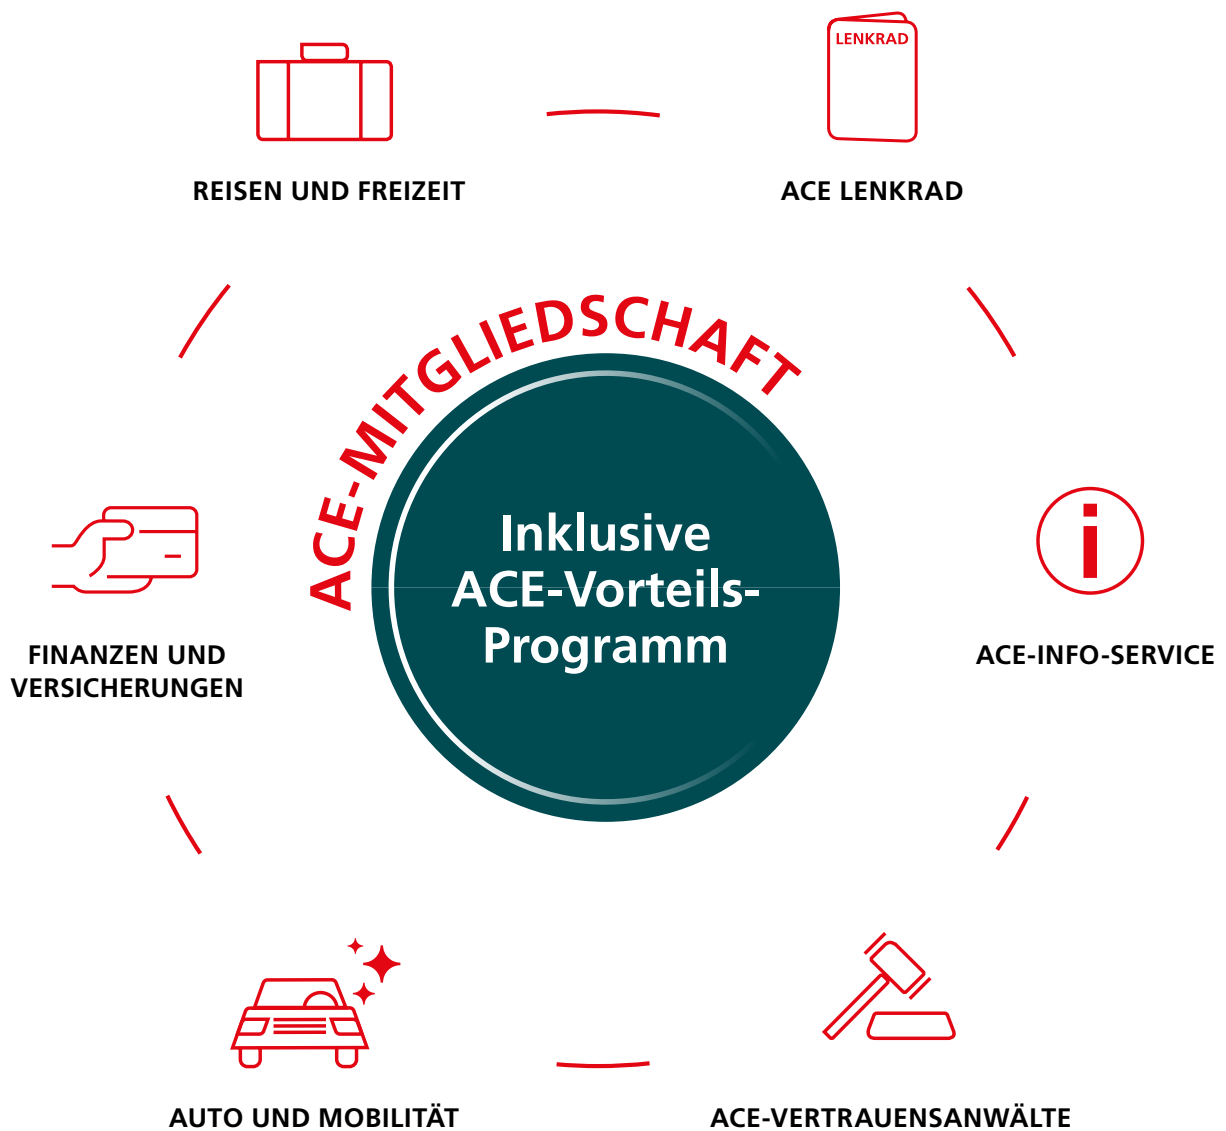 LENKRAD
REISEN UND FREIZEIT
ACE LENKRAD
ACE-MITGLIEDSCHAFT
Inklusive
ACE-Vorteils-
Programm
FINANZEN UND
VERSICHERUNGEN
i
ACE-INFO-SERVICE
AUTO UND MOBILITÄT
ACE-VERTRAUENSANWÄLTE